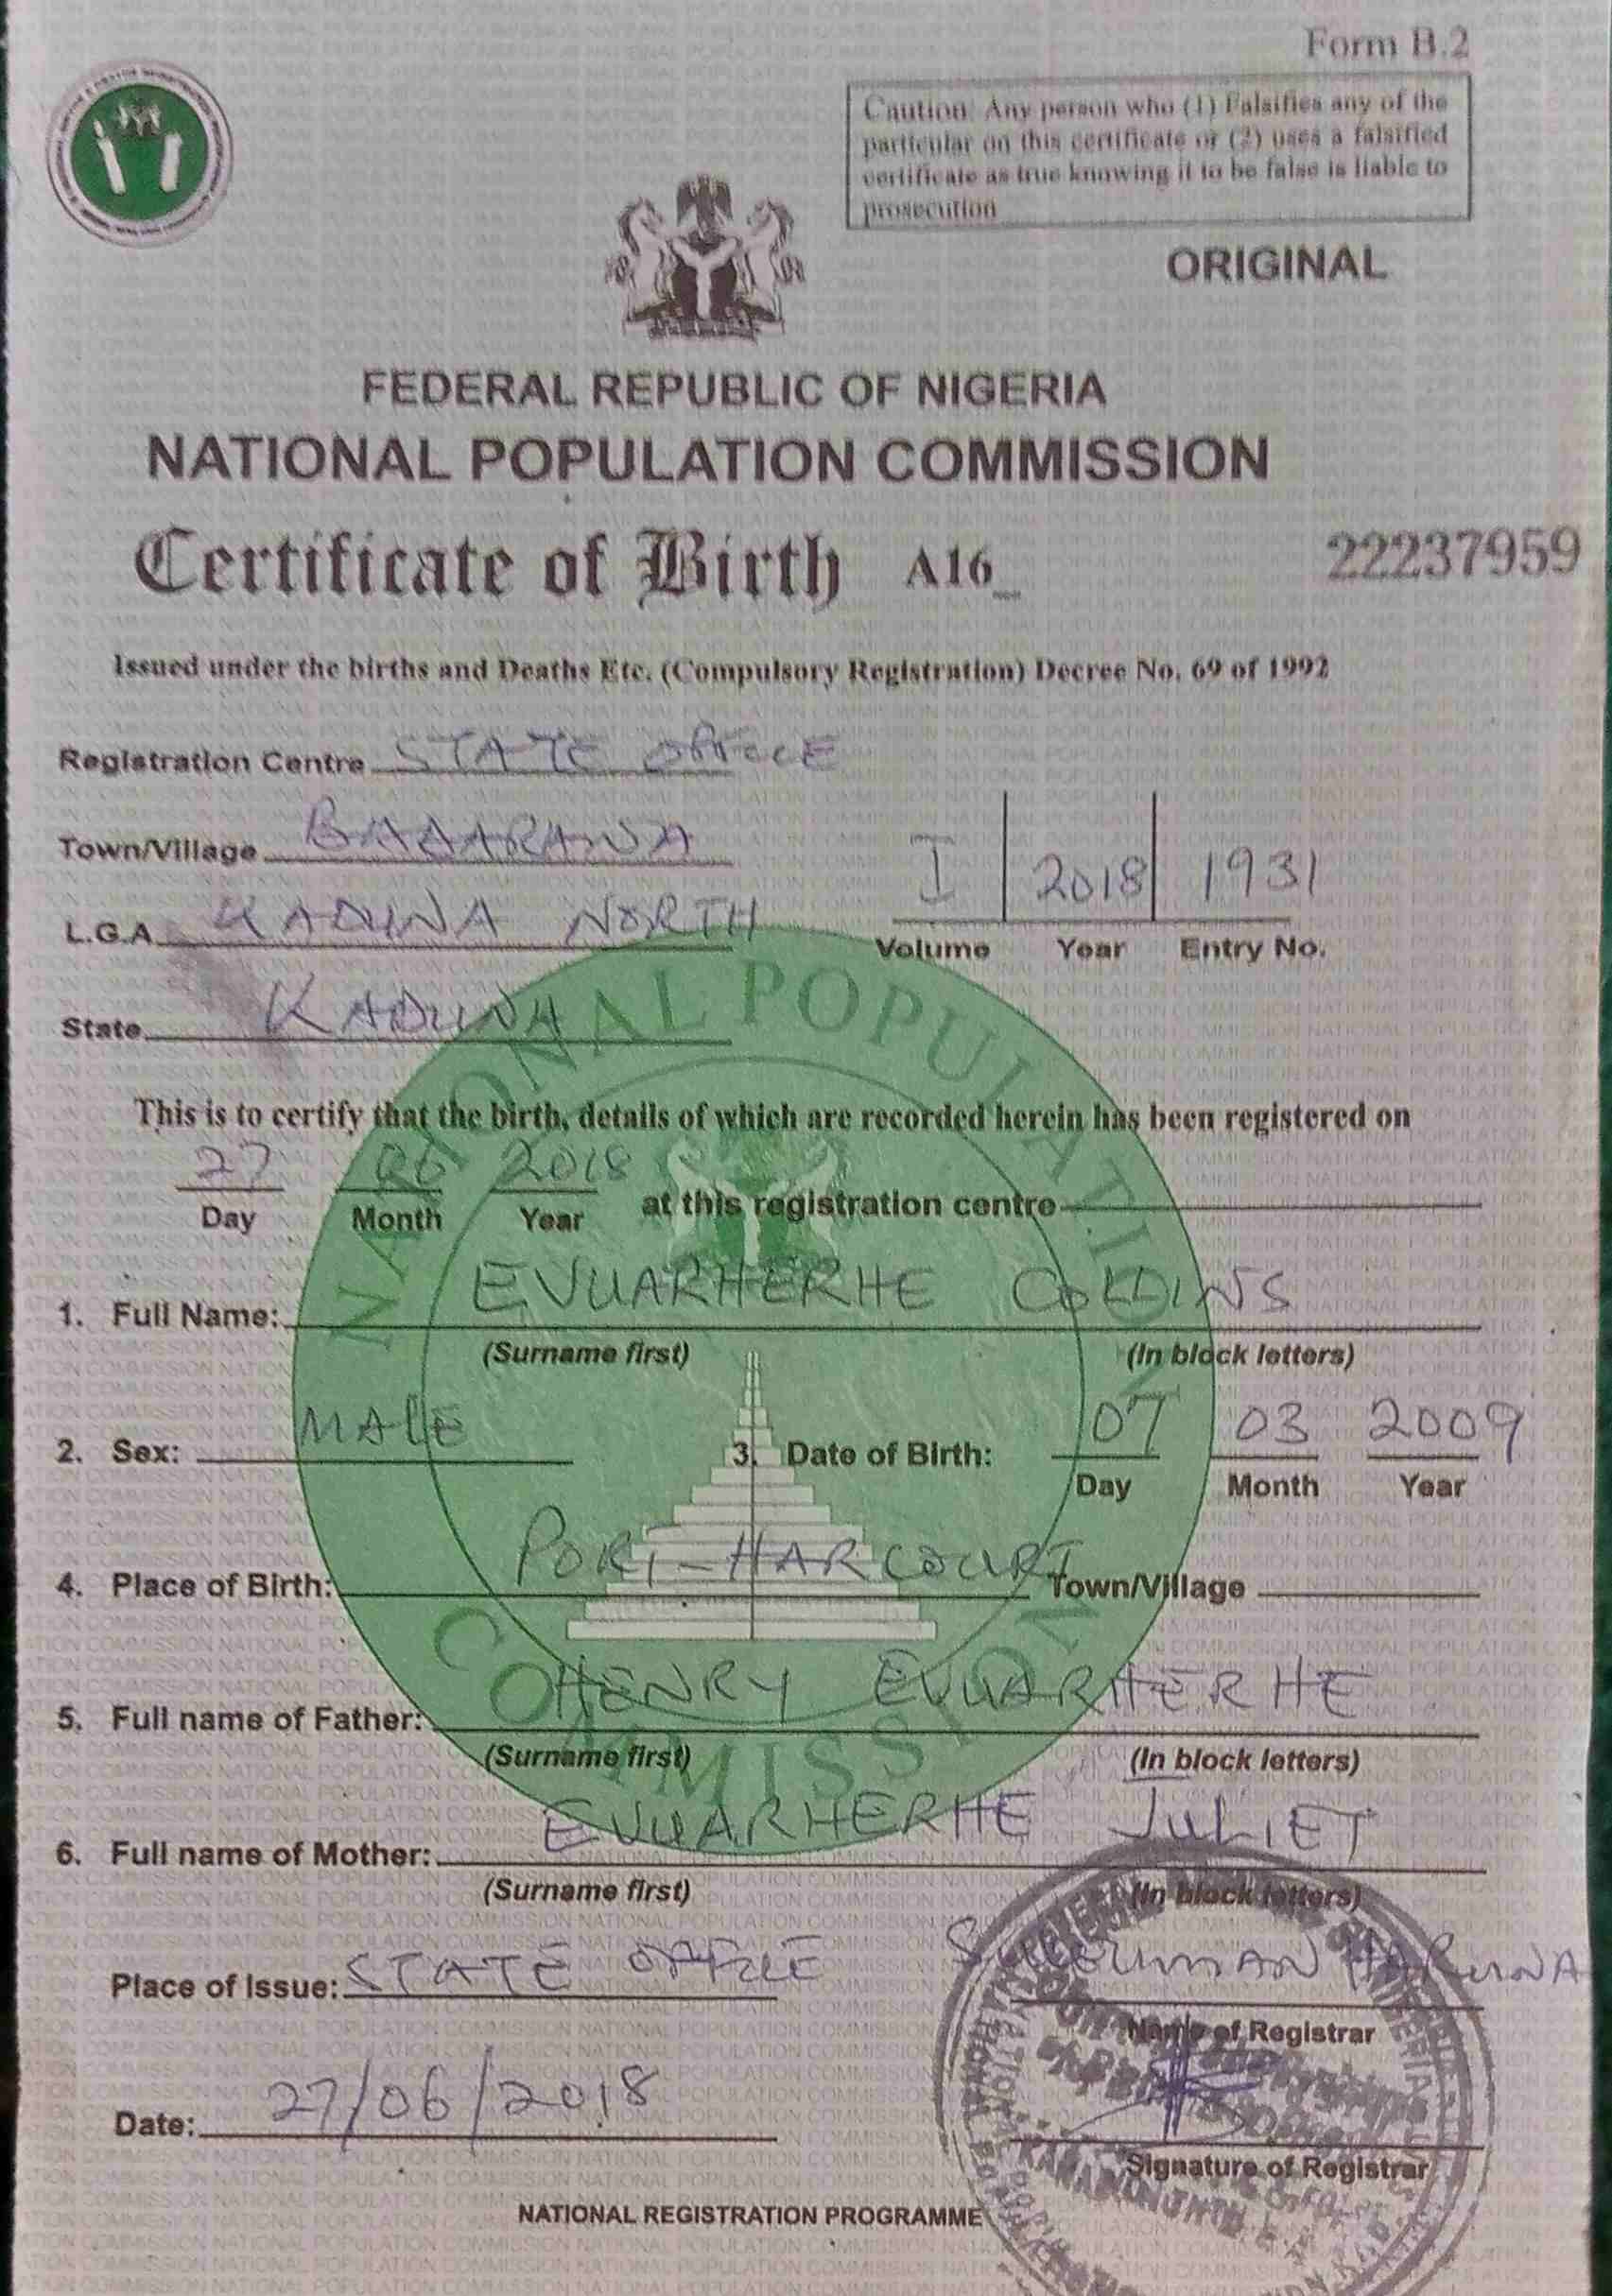 Form B.2
Caution: Any person who (1) Falsifies any of the
particular on this certificate or (2) uses a falsified
certificate as true knowing it to be false is liable to
prosecution
ORIGINAL
FEDERAL REPUBLIC OF NIGERIA
NATIONAL POPULATION COMMISSION
Certificate of Birth A16_ 22237959
Issued under the births and Deaths Etc. (Compulsory Registration) Decree No. 69 of 1992
Registration Centre STATE OFFICE
Town/Village BADARAWA
L.G.A. KADUNA NORTH
State KADUNA
I 2018 1931
Volume Year Entry No.
This is to certify that the birth, details of which are recorded herein has been registered on
27 06 2018 at this registration centre
Day Month Year
1. Full Name: EVUARHERHE COLLINS
(Surname first) (In block letters)
2. Sex: MALE 3. Date of Birth: 07 03 2009
Day Month Year
4. Place of Birth: PORT-HARCOURT Town/Village
5. Full name of Father: HENRY EVUARHERHE
(Surname first) (In block letters)
6. Full name of Mother: EVUARHERHE JULIET
(Surname first) (In block letters)
Place of Issue: STATE OFFICE
HARUNA
Name of Registrar
Date: 27/06/2018
Signature of Registrar
NATIONAL REGISTRATION PROGRAMME
NATIONAL POPULATION COMMISSION